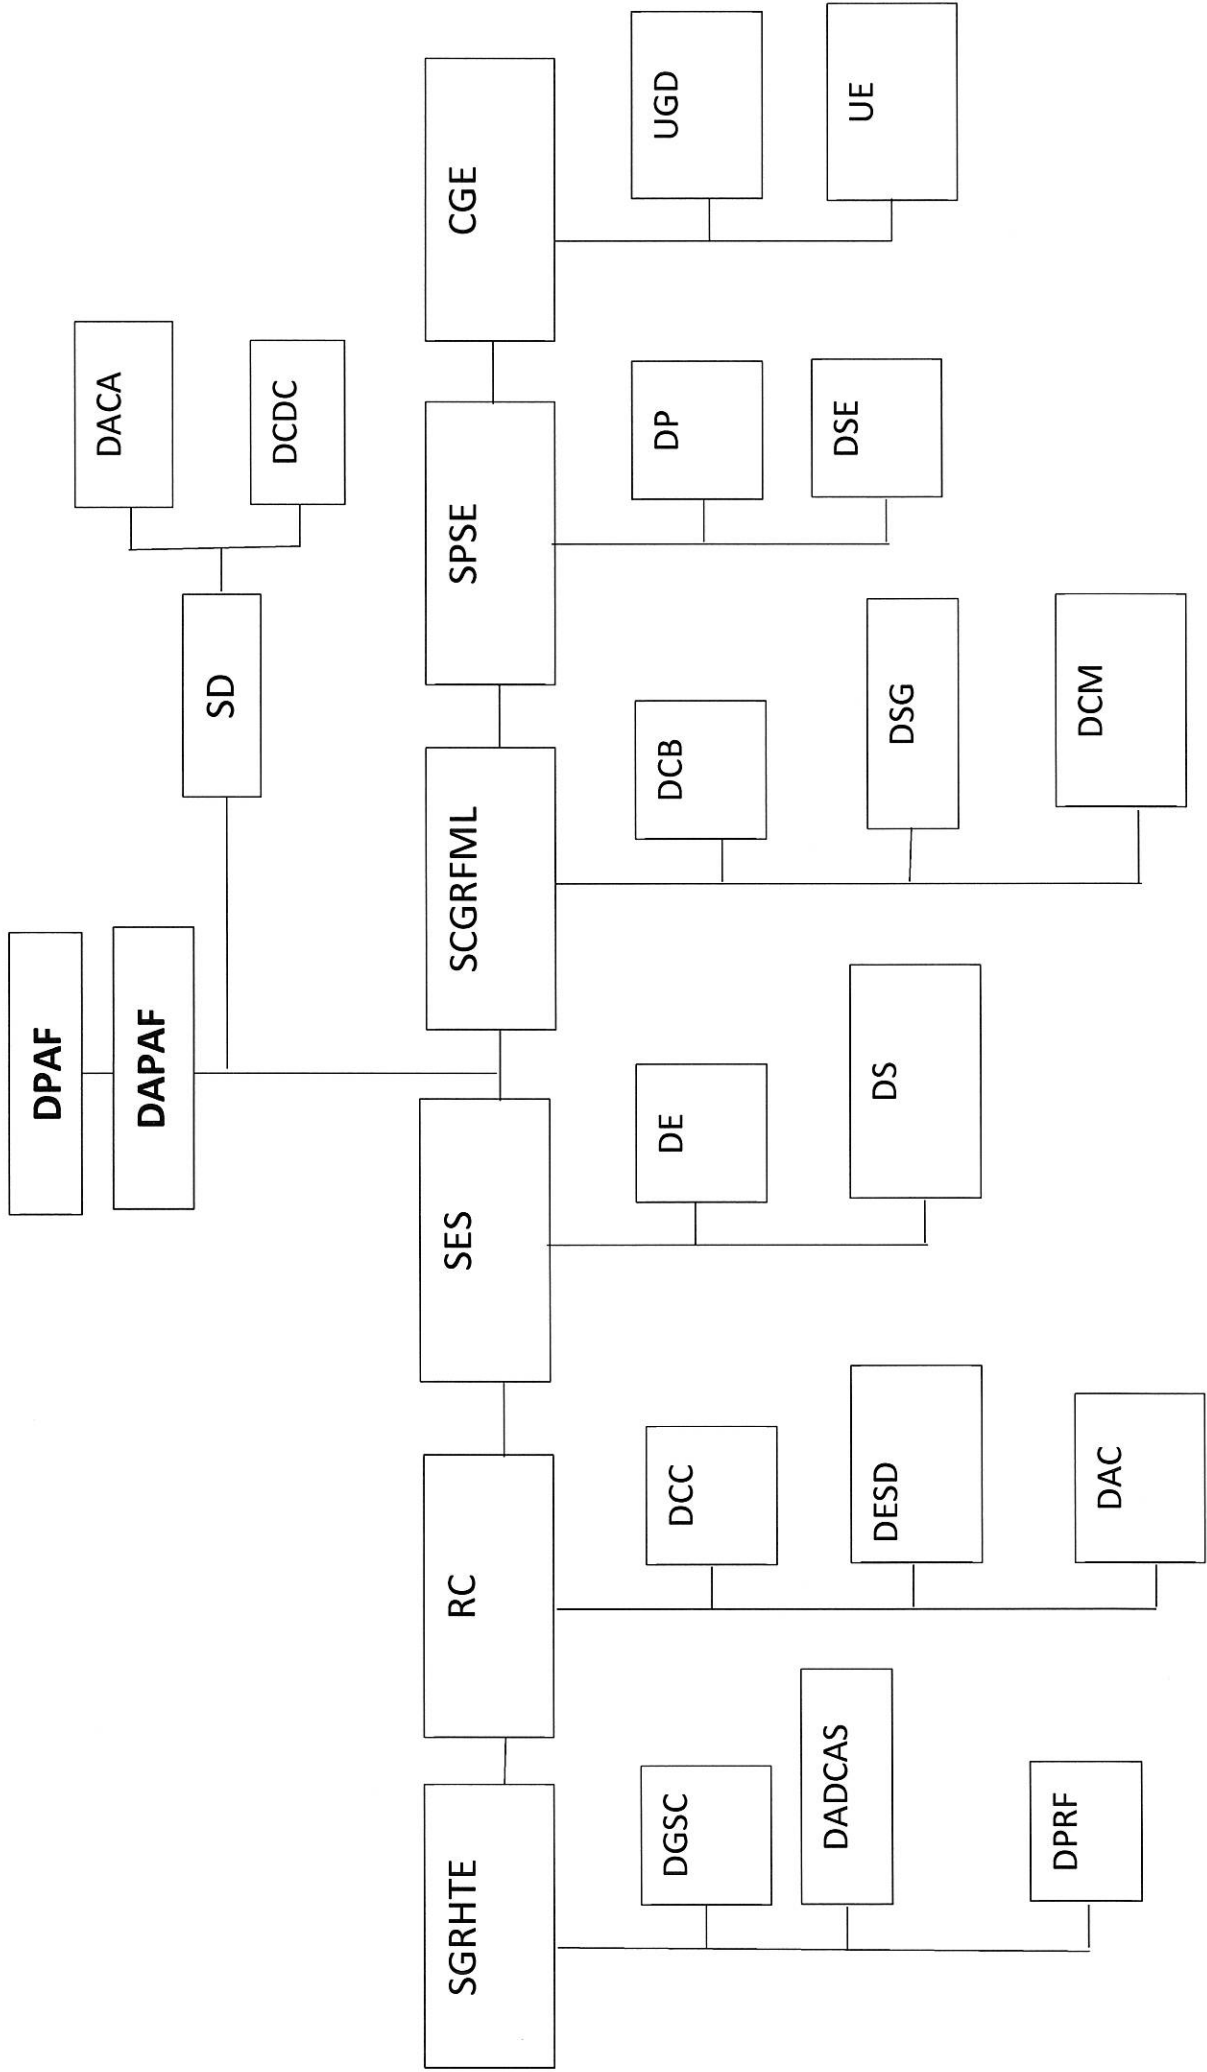 DPAF
DAPAF
SD
DACA
DCDC
SGRHTE
RC
SES
SCGRFML
SPSE
CGE
DGSC
DADCAS
DPRF
DCC
DESD
DAC
DE
DS
DCB
DSG
DCM
DP
DSE
UGD
UE